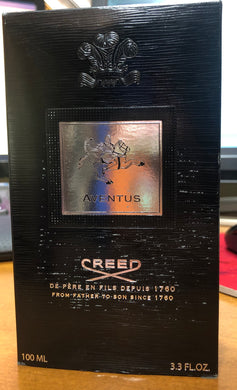 AVENTUS
CREED
DE PÈRE EN FILS DEPUIS 1760
FROM FATHER TO SON SINCE 1760
100 ML
3.3 FL.OZ.